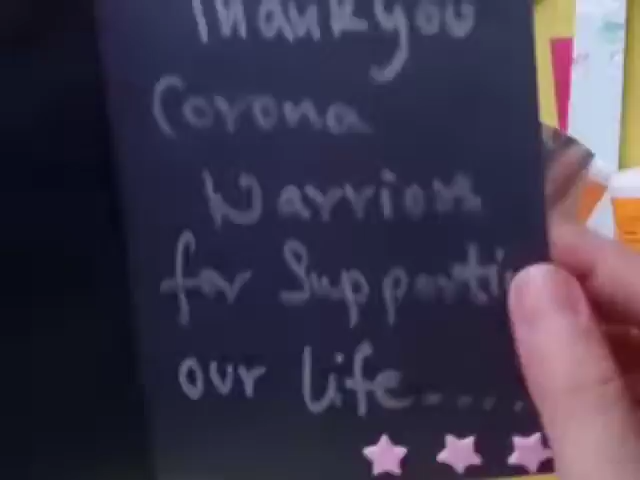 Thankyou
Corona
Warriors
for Supporti
our life.....